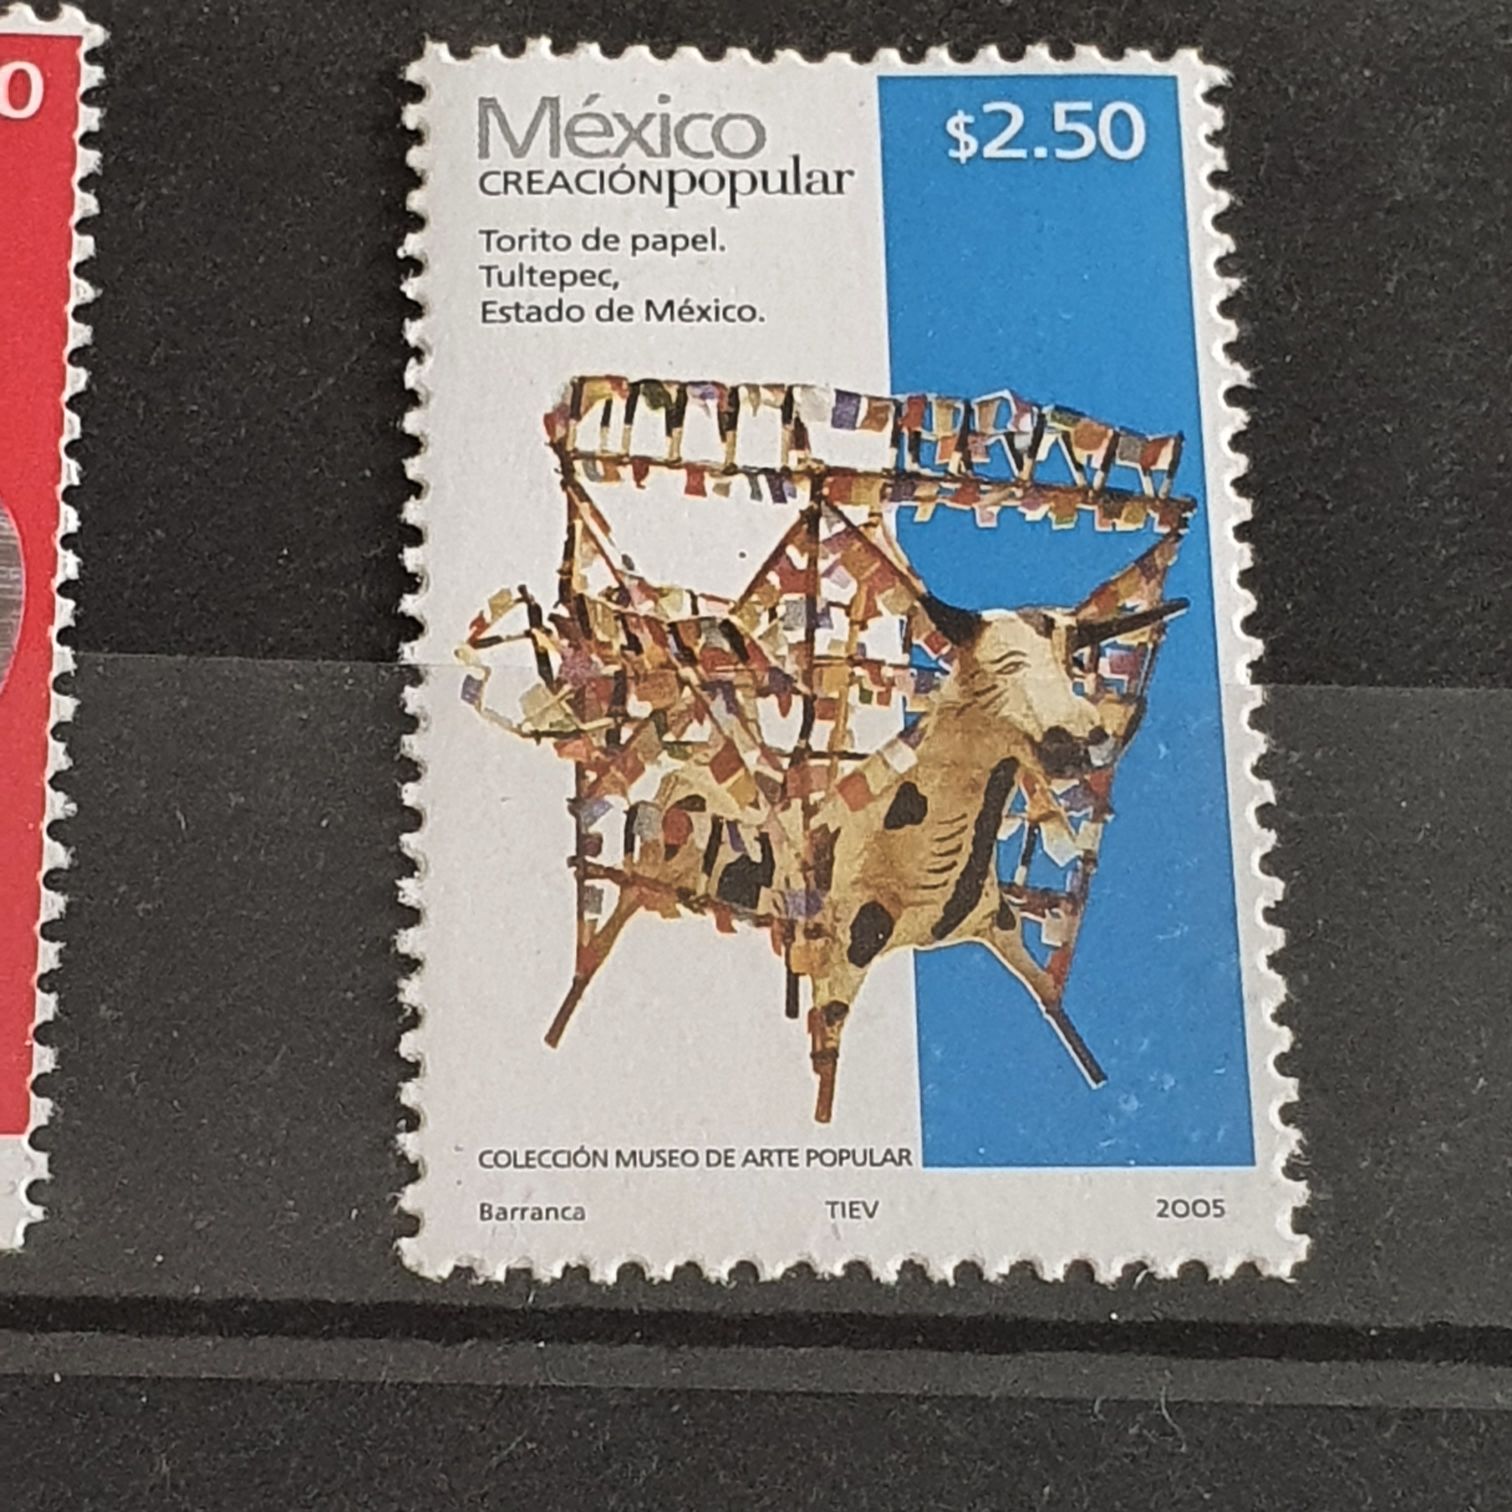 0
México
$2.50
CREACIÓNpopular
Torito de papel.
Tultepec,
Estado de México.
COLECCIÓN MUSEO DE ARTE POPULAR
Barranca TIEV 2005